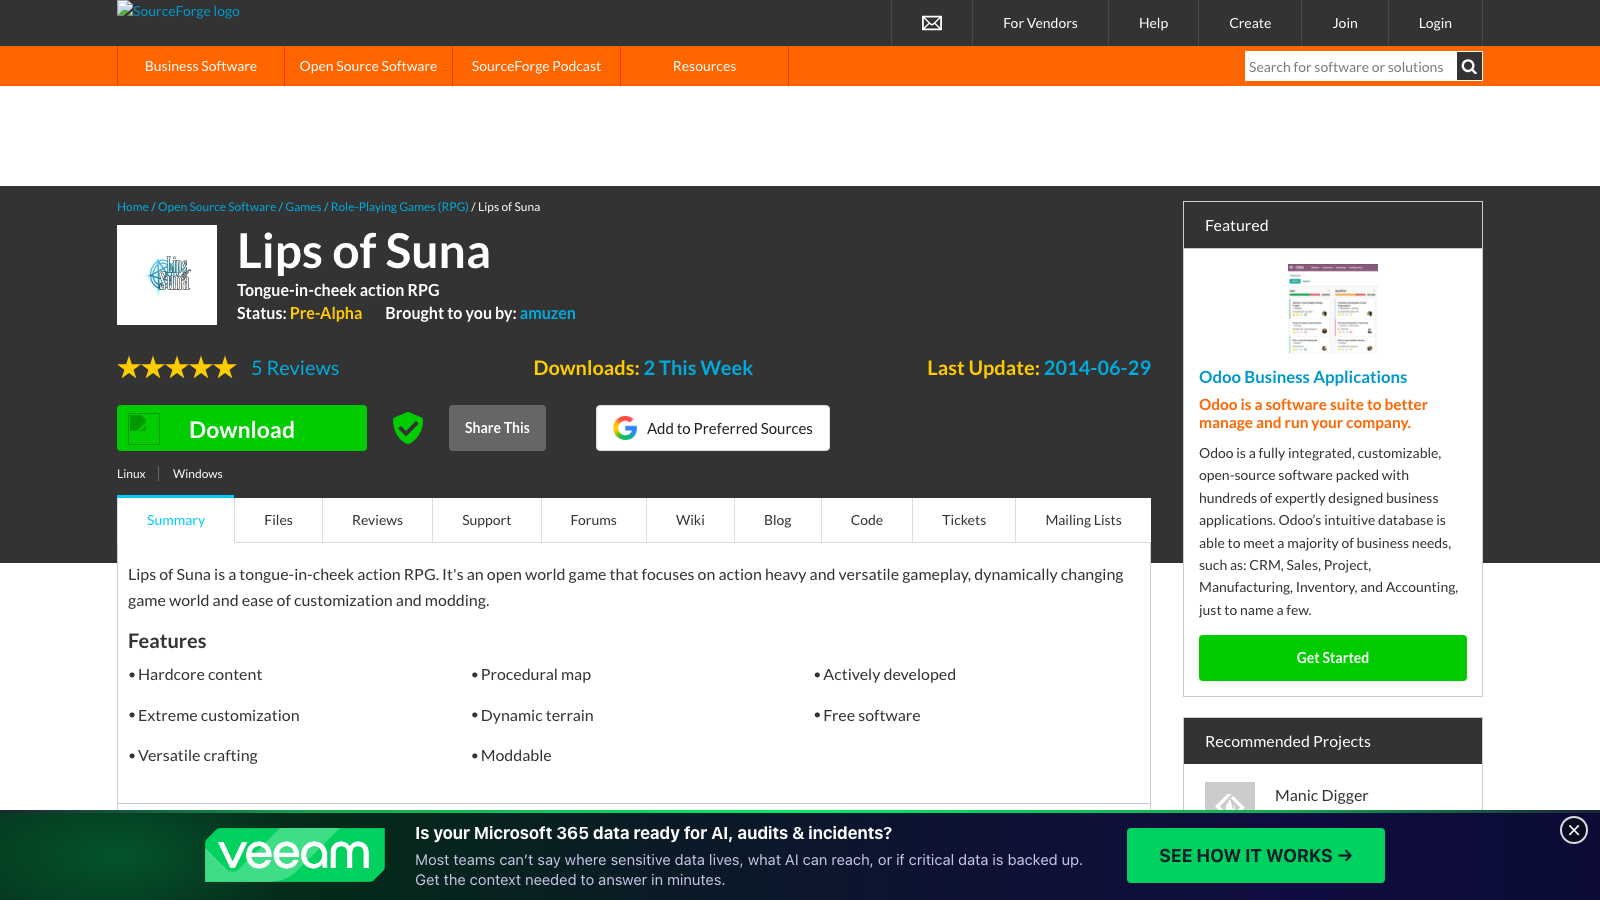 SourceForge logo
For Vendors
Help
Create
Join
Login
Business Software
Open Source Software
SourceForge Podcast
Resources
Search for software or solutions
Home / Open Source Software / Games / Role-Playing Games (RPG) / Lips of Suna
Lips of Suna
Lips of Suna
Tongue-in-cheek action RPG
Status: Pre-Alpha
Brought to you by: amuzen
5 Reviews
Downloads: 2 This Week
Last Update: 2014-06-29
Download
Share This
Add to Preferred Sources
Linux
Windows
Summary
Files
Reviews
Support
Forums
Wiki
Blog
Code
Tickets
Mailing Lists
Lips of Suna is a tongue-in-cheek action RPG. It's an open world game that focuses on action heavy and versatile gameplay, dynamically changing
game world and ease of customization and modding.
Features
• Hardcore content
• Procedural map
• Actively developed
• Extreme customization
• Dynamic terrain
• Free software
• Versatile crafting
• Moddable
Featured
Odoo Business Applications
Odoo is a software suite to better
manage and run your company.
Odoo is a fully integrated, customizable,
open-source software packed with
hundreds of expertly designed business
applications. Odoo’s intuitive database is
able to meet a majority of business needs,
such as: CRM, Sales, Project,
Manufacturing, Inventory, and Accounting,
just to name a few.
Get Started
Recommended Projects
Manic Digger
veeam
Is your Microsoft 365 data ready for AI, audits & incidents?
Most teams can’t say where sensitive data lives, what AI can reach, or if critical data is backed up.
Get the context needed to answer in minutes.
SEE HOW IT WORKS →